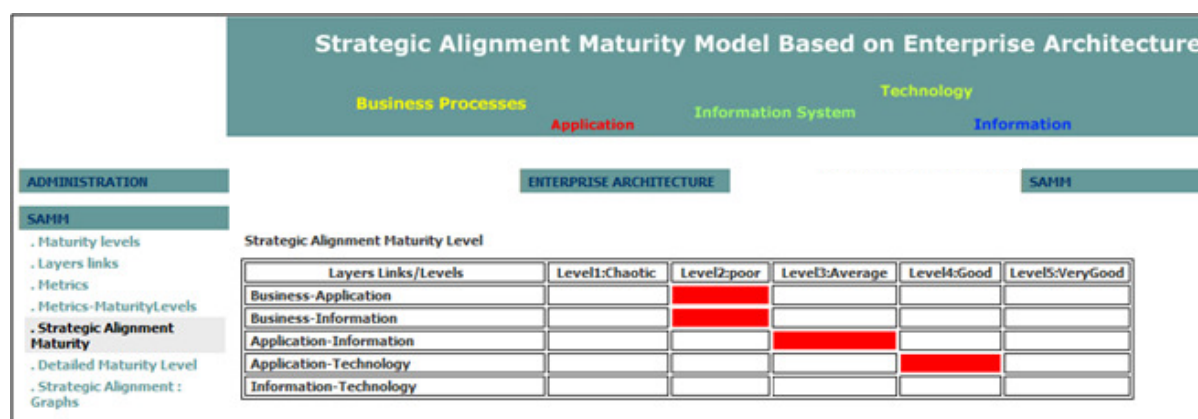 Strategic Alignment Maturity Model Based on Enterprise Architecture
Technology
Business Processes
Information System
Application
Information
ADMINISTRATION
ENTERPRISE ARCHITECTURE
SAMM
SAMM
. Maturity levels
. Layers links
. Metrics
. Metrics-MaturityLevels
. Strategic Alignment
Maturity
. Detailed Maturity Level
. Strategic Alignment :
Graphs
Strategic Alignment Maturity Level
Layers Links/Levels Level1:Chaotic Level2:poor Level3:Average Level4:Good Level5:VeryGood
Business-Application
Business-Information
Application-Information
Application-Technology
Information-Technology